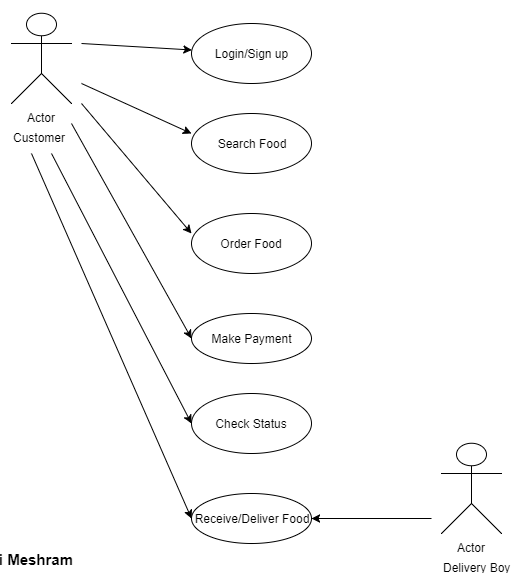 Login/Sign up
Actor
Customer
Search Food
Order Food
Make Payment
Check Status
Receive/Deliver Food
i Meshram
Actor
Delivery Boy